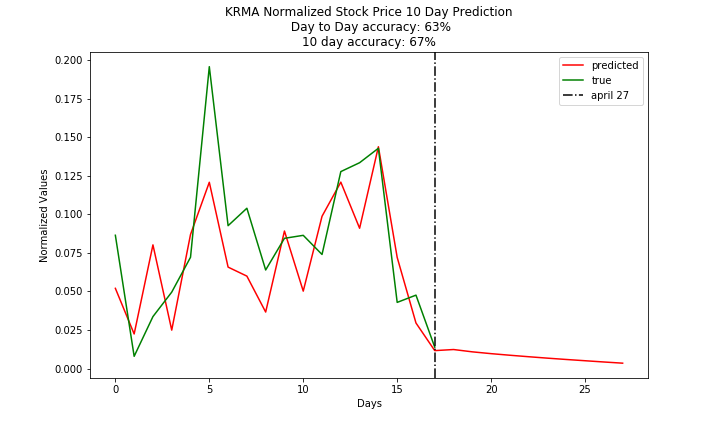 KRMA Normalized Stock Price 10 Day Prediction
Day to Day accuracy: 63%
10 day accuracy: 67%
predicted
true
april 27
0.200
0.175
0.150
0.125
0.100
0.075
0.050
0.025
0.000
Normalized Values
0 5 10 15 20 25
Days